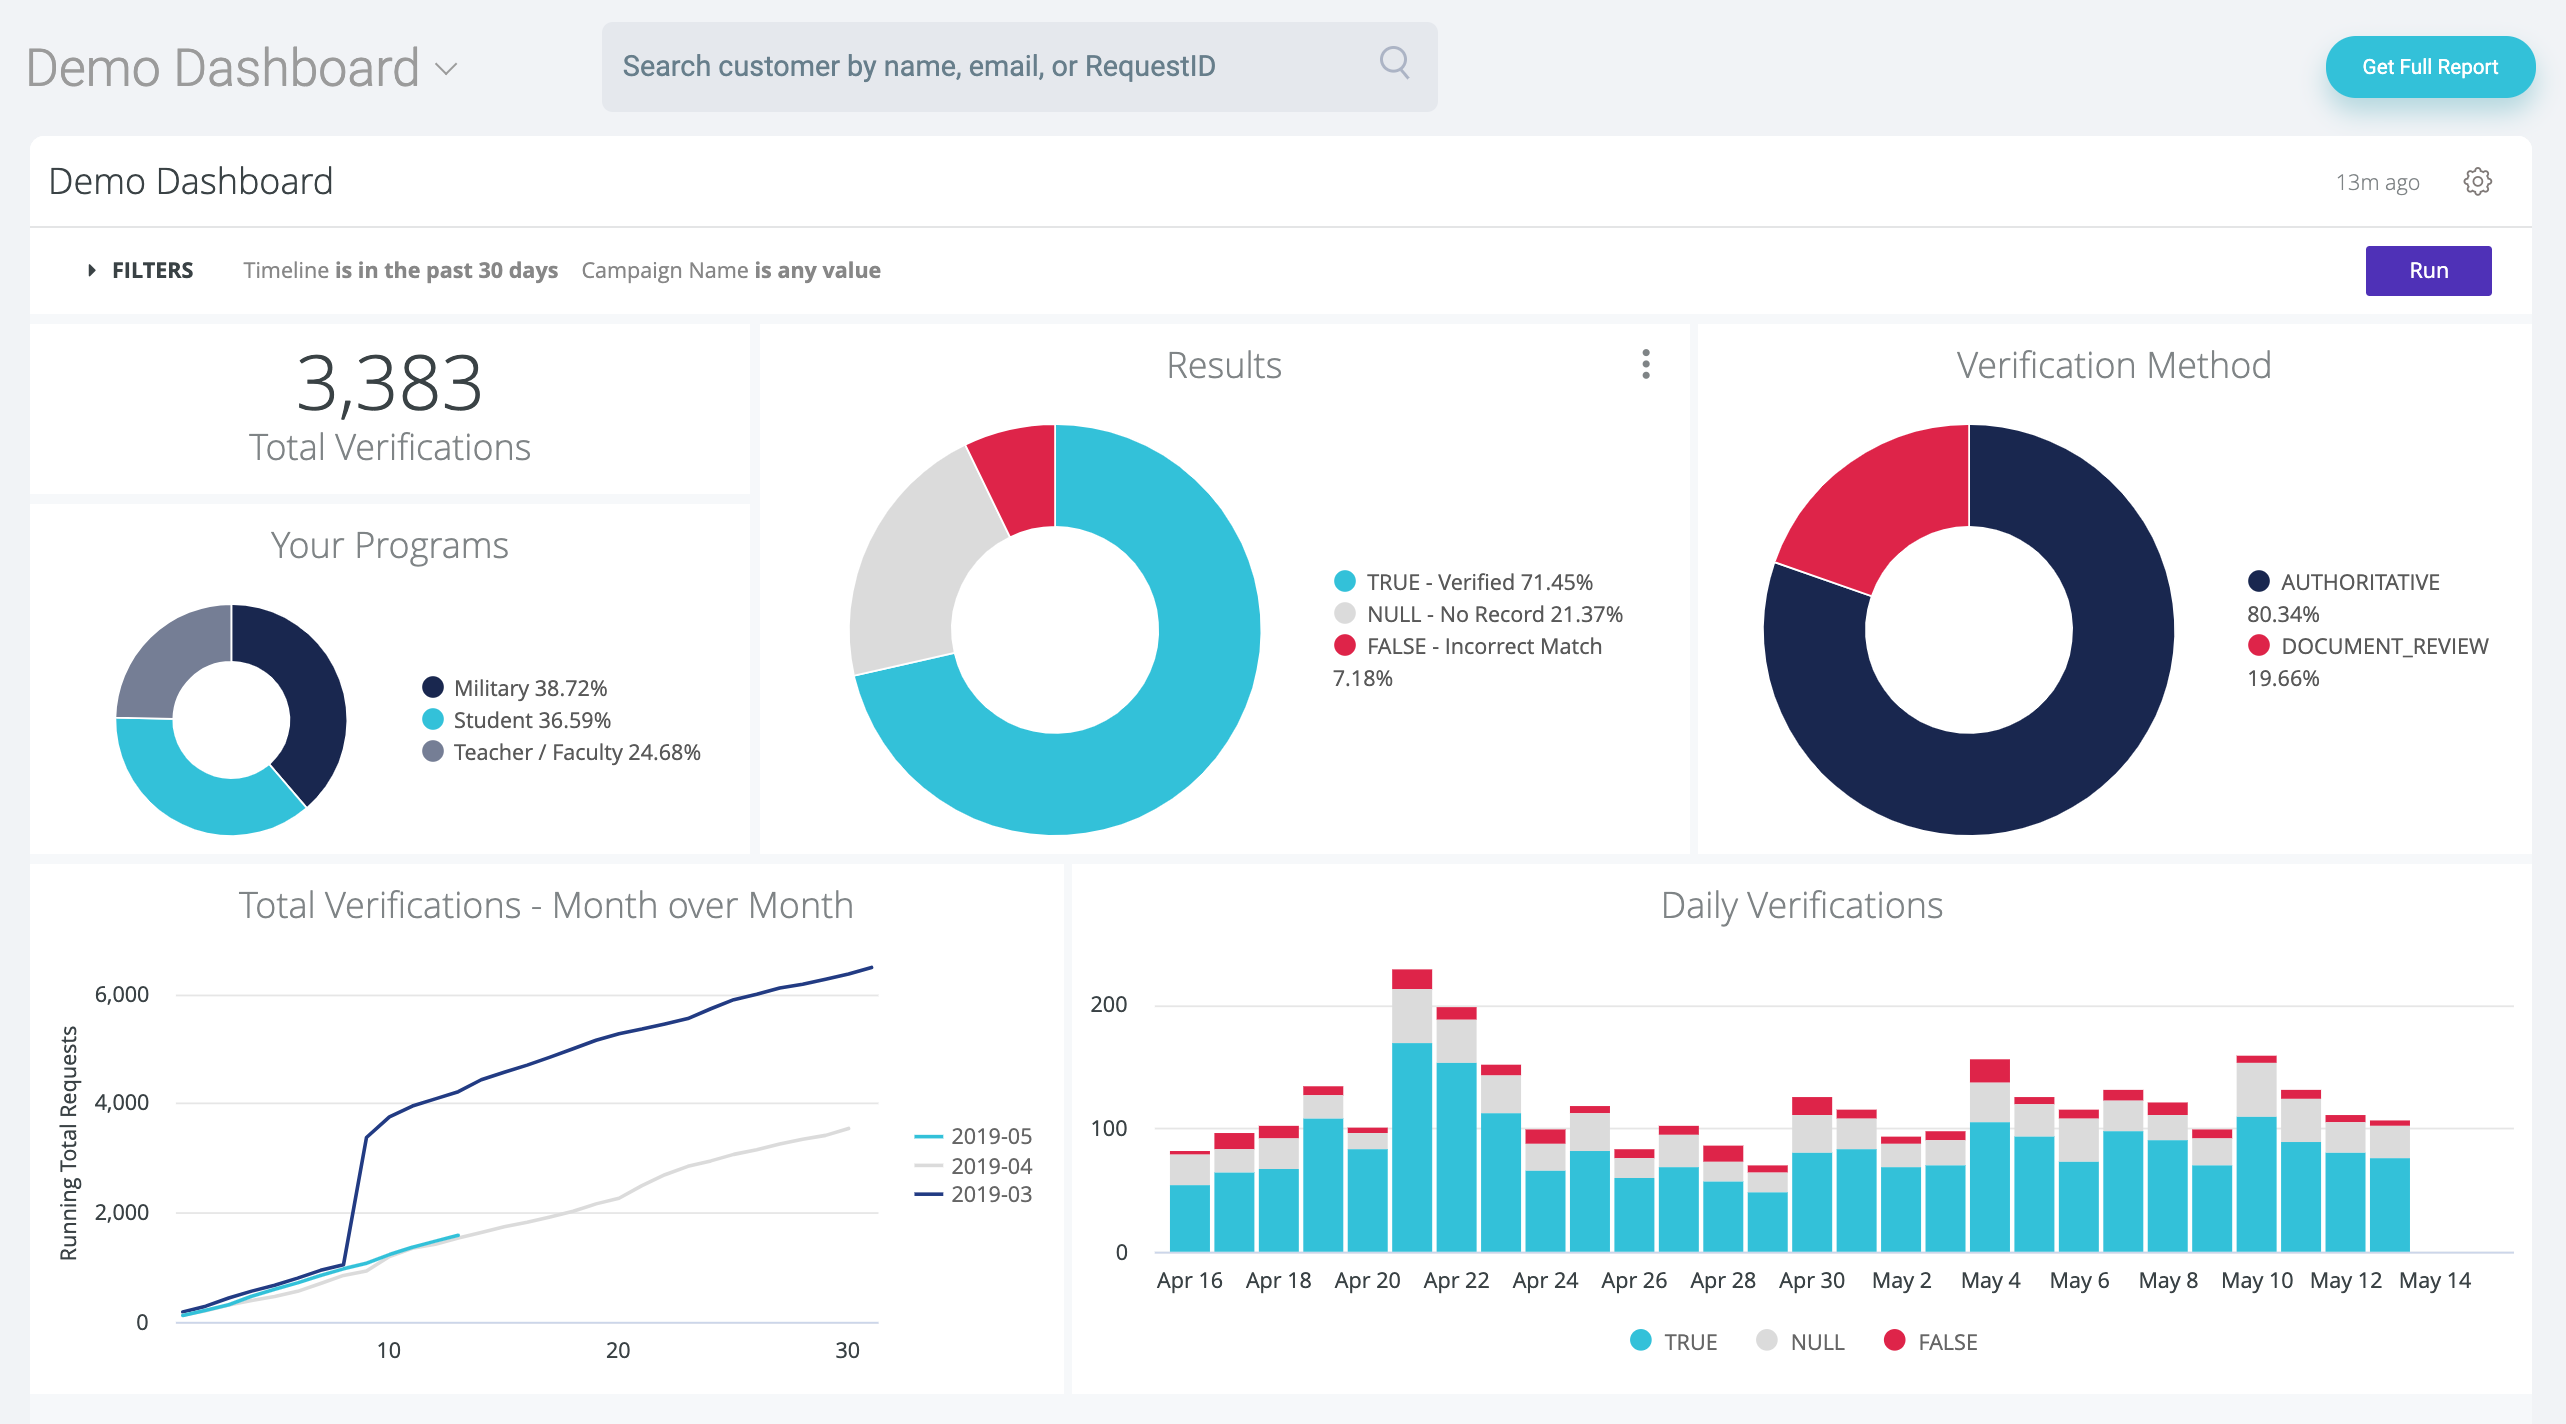 Demo Dashboard
Search customer by name, email, or RequestID
Get Full Report
Demo Dashboard
13m ago
FILTERS Timeline is in the past 30 days Campaign Name is any value
Run
3,383
Total Verifications
Your Programs
Military 38.72%
Student 36.59%
Teacher / Faculty 24.68%
Results
TRUE - Verified 71.45%
NULL - No Record 21.37%
FALSE - Incorrect Match
7.18%
Verification Method
AUTHORITATIVE
80.34%
DOCUMENT_REVIEW
19.66%
Total Verifications - Month over Month
Running Total Requests
6,000
4,000
2,000
0
10 20 30
2019-05
2019-04
2019-03
Daily Verifications
200
100
0
Apr 16 Apr 18 Apr 20 Apr 22 Apr 24 Apr 26 Apr 28 Apr 30 May 2 May 4 May 6 May 8 May 10 May 12 May 14
TRUE NULL FALSE